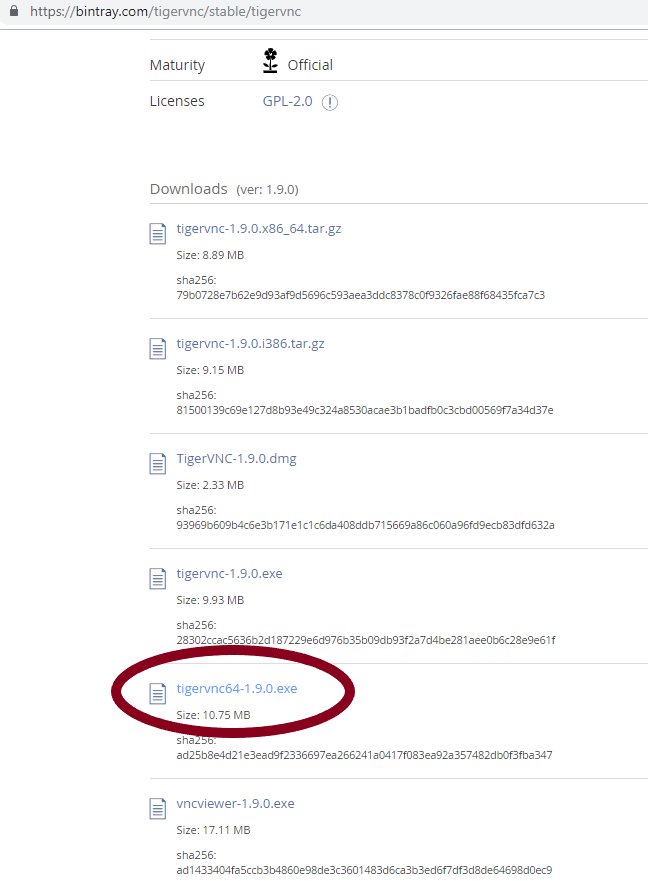 https://bintray.com/tigervnc/stable/tigervnc
Maturity Official
Licenses GPL-2.0 !
Downloads (ver: 1.9.0)
tigervnc-1.9.0.x86_64.tar.gz
Size: 8.89 MB
sha256:
79b0728e7b62e9d93af9d5696c593aea3ddc8378c0f9326fae88f68435fca7c3
tigervnc-1.9.0.i386.tar.gz
Size: 9.15 MB
sha256:
81500139c69e127d8b93e49c324a8530acae3b1badfb0c3cbd00569f7a34d37e
TigerVNC-1.9.0.dmg
Size: 2.33 MB
sha256:
93969b609b4c6e3b171e1c1c6da408ddb715669a86c060a96fd9ecb83dfd632a
tigervnc-1.9.0.exe
Size: 9.93 MB
sha256:
28302ccac5636b2d187229e6d976b35b09db93f2a7d4be281aee0b6c28e9e61f
tigervnc64-1.9.0.exe
Size: 10.75 MB
sha256:
ad25b8e4d21e3ead9f2336697ea266241a0417f083ea92a357482db0f3fba347
vncviewer-1.9.0.exe
Size: 17.11 MB
sha256:
ad1433404fa5ccb3b4860e98de3c3601483d6ca3b3ed6f7df3d8de64698d0ec9